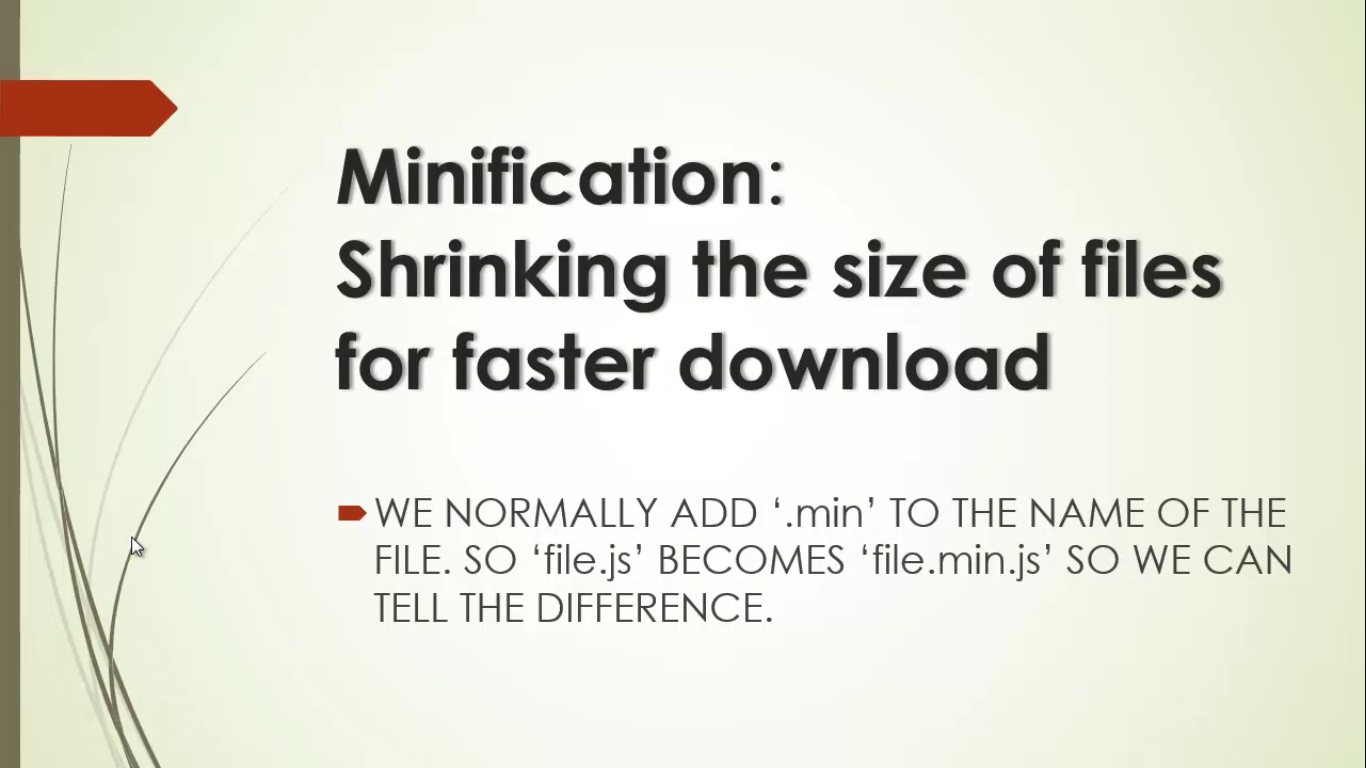 Minification:
Shrinking the size of files
for faster download
WE NORMALLY ADD ‘.min’ TO THE NAME OF THE
FILE. SO ‘file.js’ BECOMES ‘file.min.js’ SO WE CAN
TELL THE DIFFERENCE.